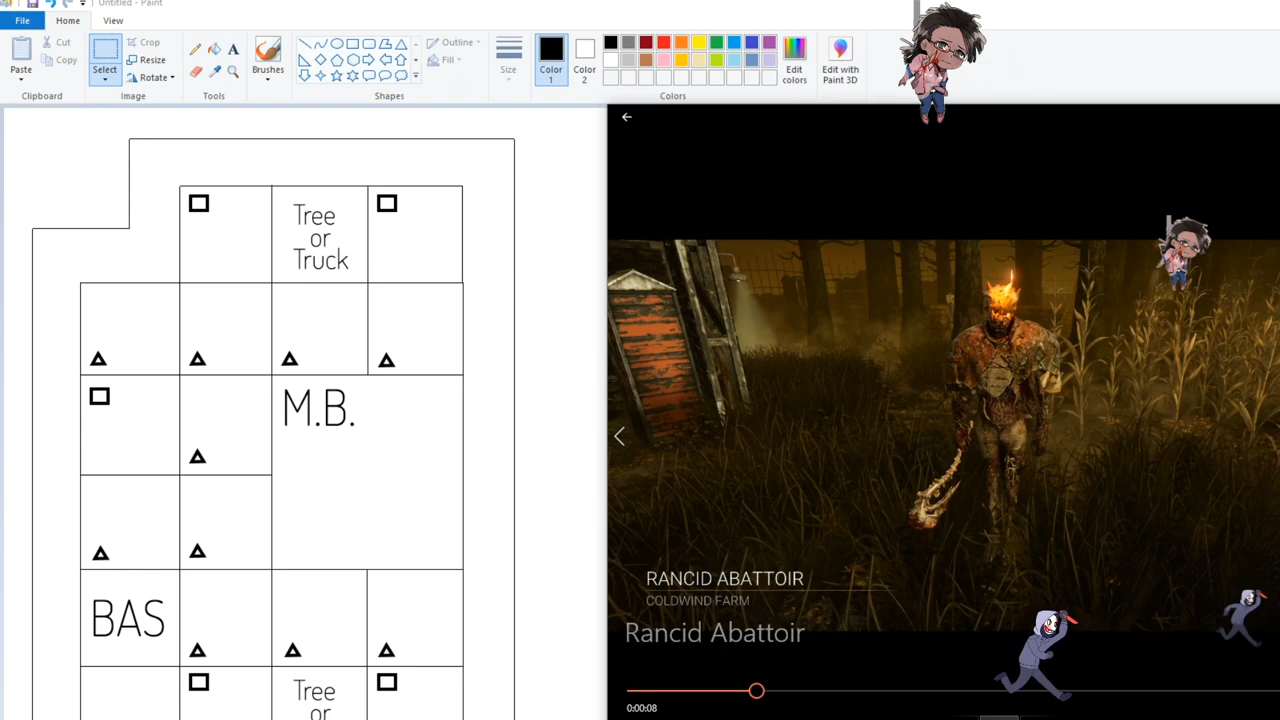 Untitled - Paint
File Home View
Cut
Copy
Paste
Clipboard
Crop
Resize
Rotate
Select
Image
A
Tools
Brushes
Outline
Fill
Shapes
Size
Color
1
Color
2
Edit
colors
Colors
Edit with
Paint 3D
Tree
or
Truck
M.B.
BAS
Tree
or
RANCID ABATTOIR
COLDWIND FARM
Rancid Abattoir
0:00:08